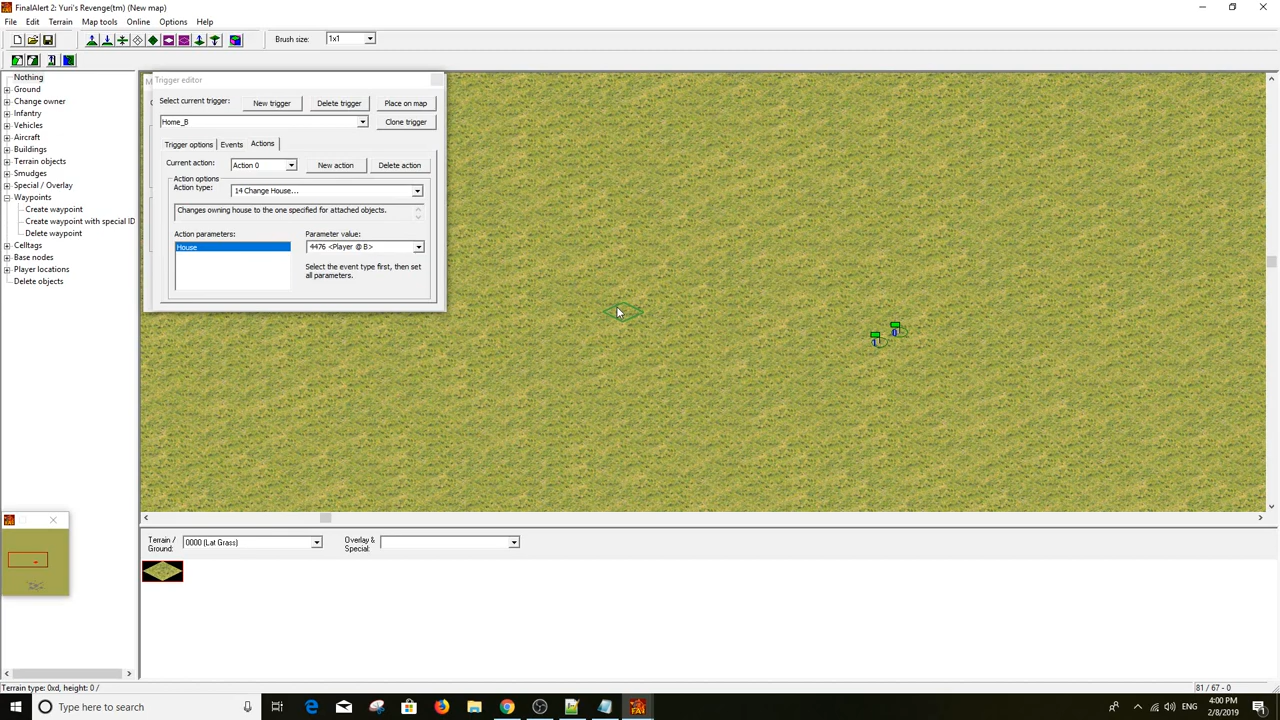 FinalAlert 2: Yuri's Revenge(tm) (New map)
File Edit Terrain Map tools Online Options Help
Brush size: 1x1
Nothing
Ground
Change owner
Infantry
Vehicles
Aircraft
Buildings
Terrain objects
Smudges
Special / Overlay
Waypoints
Create waypoint
Create waypoint with special ID
Delete waypoint
Celltags
Base nodes
Player locations
Delete objects
M
Trigger editor
Select current trigger: New trigger Delete trigger Place on map
Home_B Clone trigger
Trigger options Events Actions
Current action: Action 0 New action Delete action
Action options
Action type: 14 Change House...
Changes owning house to the one specified for attached objects.
Action parameters: Parameter value:
House 4476 <Player @ B>
Select the event type first, then set
all parameters.
0
1
Terrain /
Ground: 0000 (Lat Grass)
Overlay &
Special:
Terrain type: 0xd, height: 0 / 81 / 67 - 0
Type here to search
FA2
ENG
4:00 PM
2/8/2019